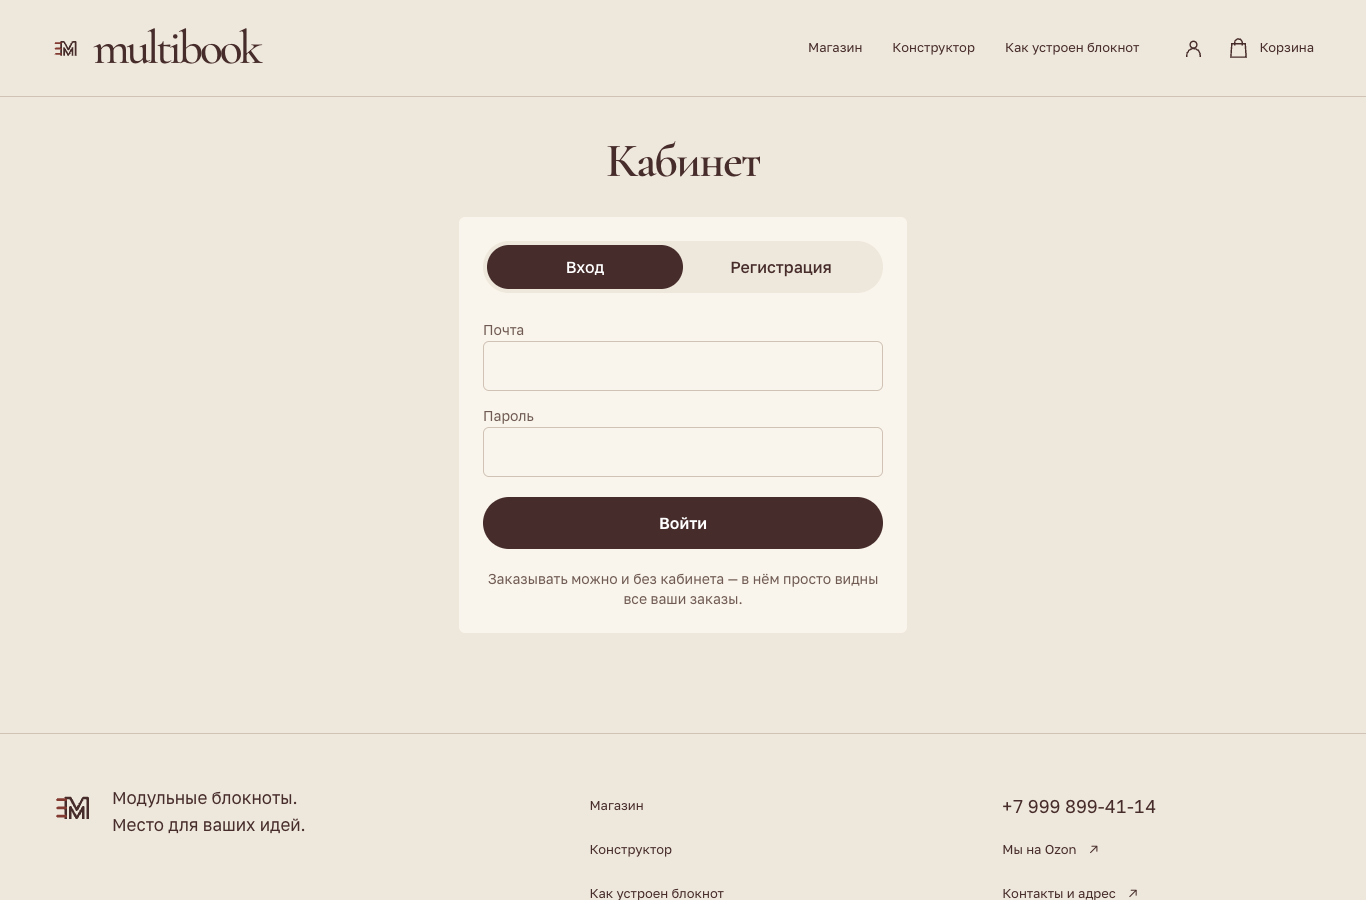 multibook
Магазин
Конструктор
Как устроен блокнот
Корзина
Кабинет
Вход
Регистрация
Почта
Пароль
Войти
Заказывать можно и без кабинета — в нём просто видны
все ваши заказы.
Модульные блокноты.
Место для ваших идей.
Магазин
Конструктор
Как устроен блокнот
+7 999 899-41-14
Мы на Ozon ↗
Контакты и адрес ↗